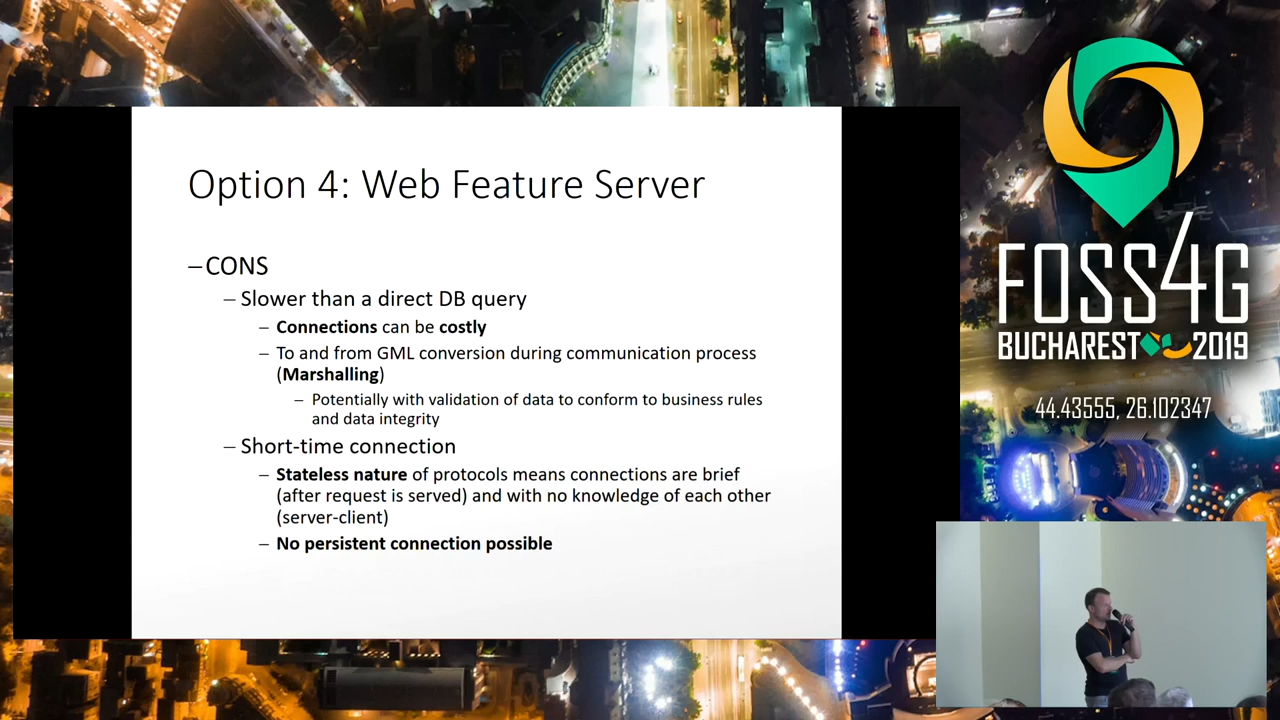 Option 4: Web Feature Server
–CONS
– Slower than a direct DB query
– Connections can be costly
– To and from GML conversion during communication process
(Marshalling)
– Potentially with validation of data to conform to business rules
and data integrity
– Short-time connection
– Stateless nature of protocols means connections are brief
(after request is served) and with no knowledge of each other
(server-client)
– No persistent connection possible
FOSS4G
BUCHAREST 2019
44.43555, 26.102347